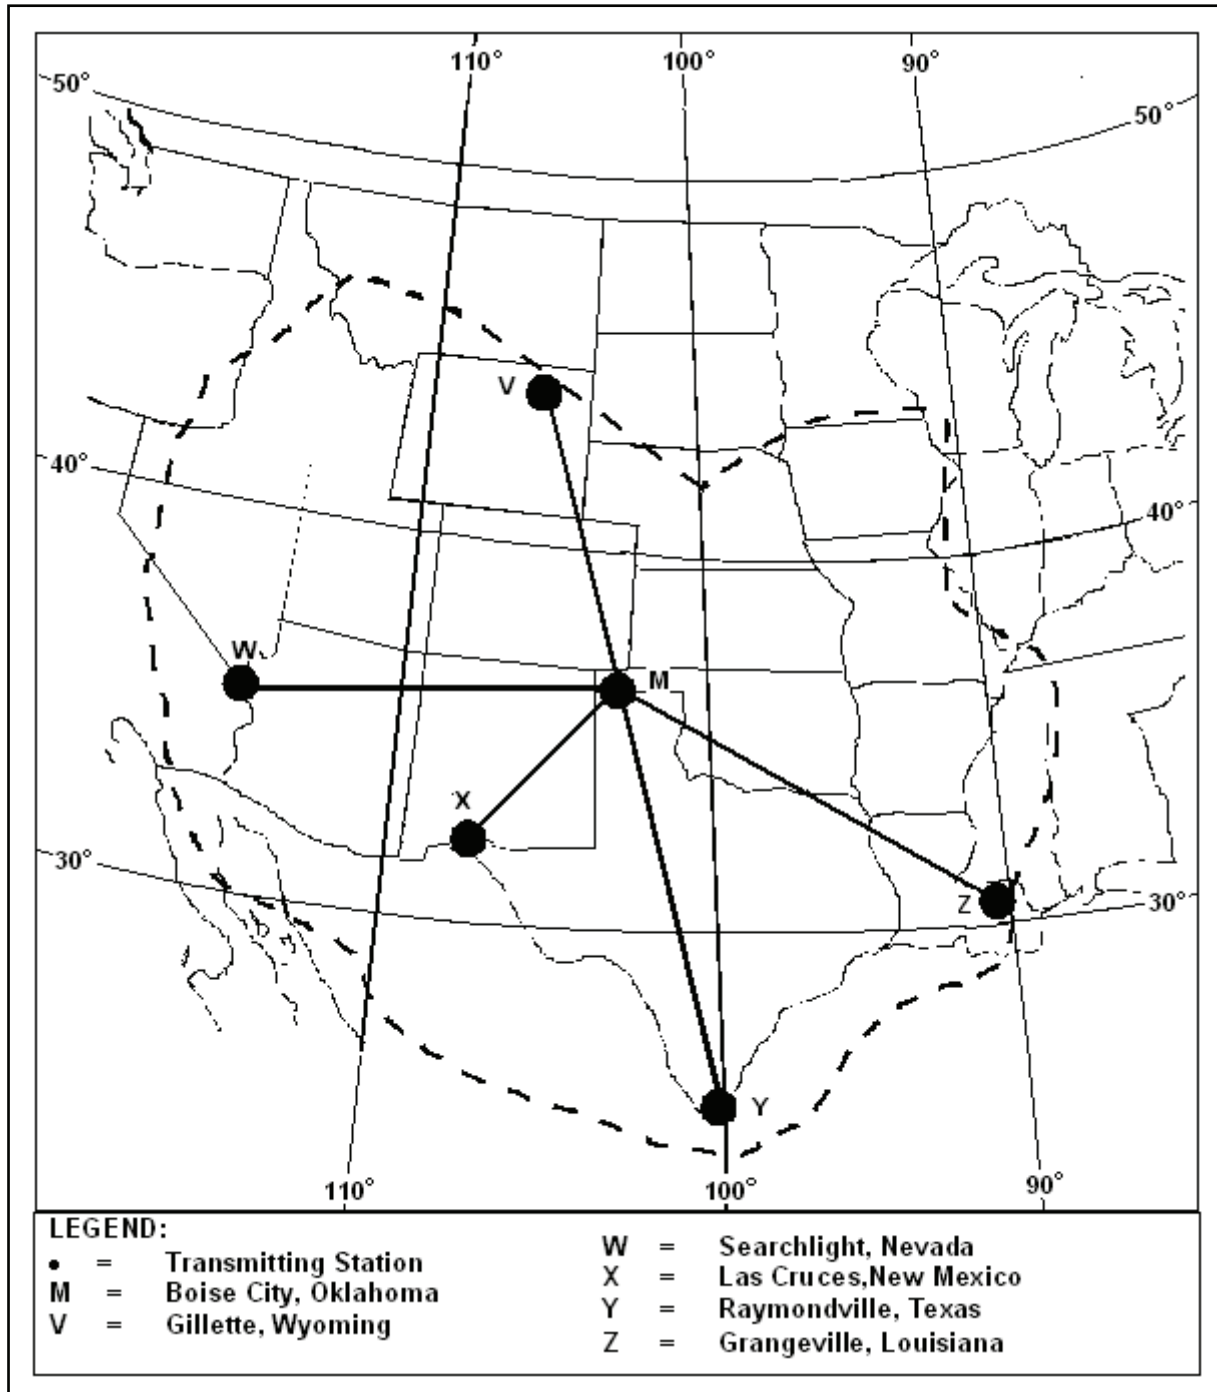 110° 100° 90°
50°
50°
V
40°
40°
W
M
X
30°
Z 30°
Y
110° 100° 90°
LEGEND:
• = Transmitting Station
M = Boise City, Oklahoma
V = Gillette, Wyoming
W = Searchlight, Nevada
X = Las Cruces,New Mexico
Y = Raymondville, Texas
Z = Grangeville, Louisiana